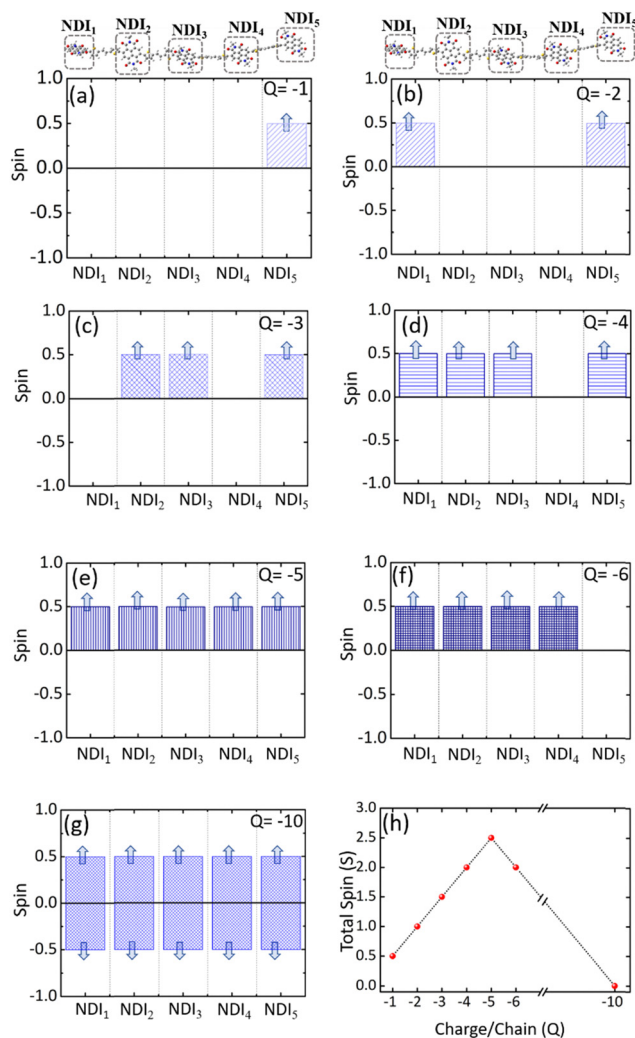 NDI₁ NDI₂ NDI₃ NDI₄ NDI₅ NDI₁ NDI₂ NDI₃ NDI₄ NDI₅
(a) Q= -1
1.0
0.5
0.0
-0.5
-1.0
Spin
NDI₁ NDI₂ NDI₃ NDI₄ NDI₅
(b) Q= -2
1.0
0.5
0.0
-0.5
-1.0
Spin
NDI₁ NDI₂ NDI₃ NDI₄ NDI₅
(c) Q= -3
1.0
0.5
0.0
-0.5
-1.0
Spin
NDI₁ NDI₂ NDI₃ NDI₄ NDI₅
(d) Q= -4
1.0
0.5
0.0
-0.5
-1.0
Spin
NDI₁ NDI₂ NDI₃ NDI₄ NDI₅
(e) Q= -5
1.0
0.5
0.0
-0.5
-1.0
Spin
NDI₁ NDI₂ NDI₃ NDI₄ NDI₅
(f) Q= -6
1.0
0.5
0.0
-0.5
-1.0
Spin
NDI₁ NDI₂ NDI₃ NDI₄ NDI₅
(g) Q= -10
1.0
0.5
0.0
-0.5
-1.0
Spin
NDI₁ NDI₂ NDI₃ NDI₄ NDI₅
(h)
3.0
2.5
2.0
1.5
1.0
0.5
0.0
Total Spin (S)
-1 -2 -3 -4 -5 -6 -10
Charge/Chain (Q)